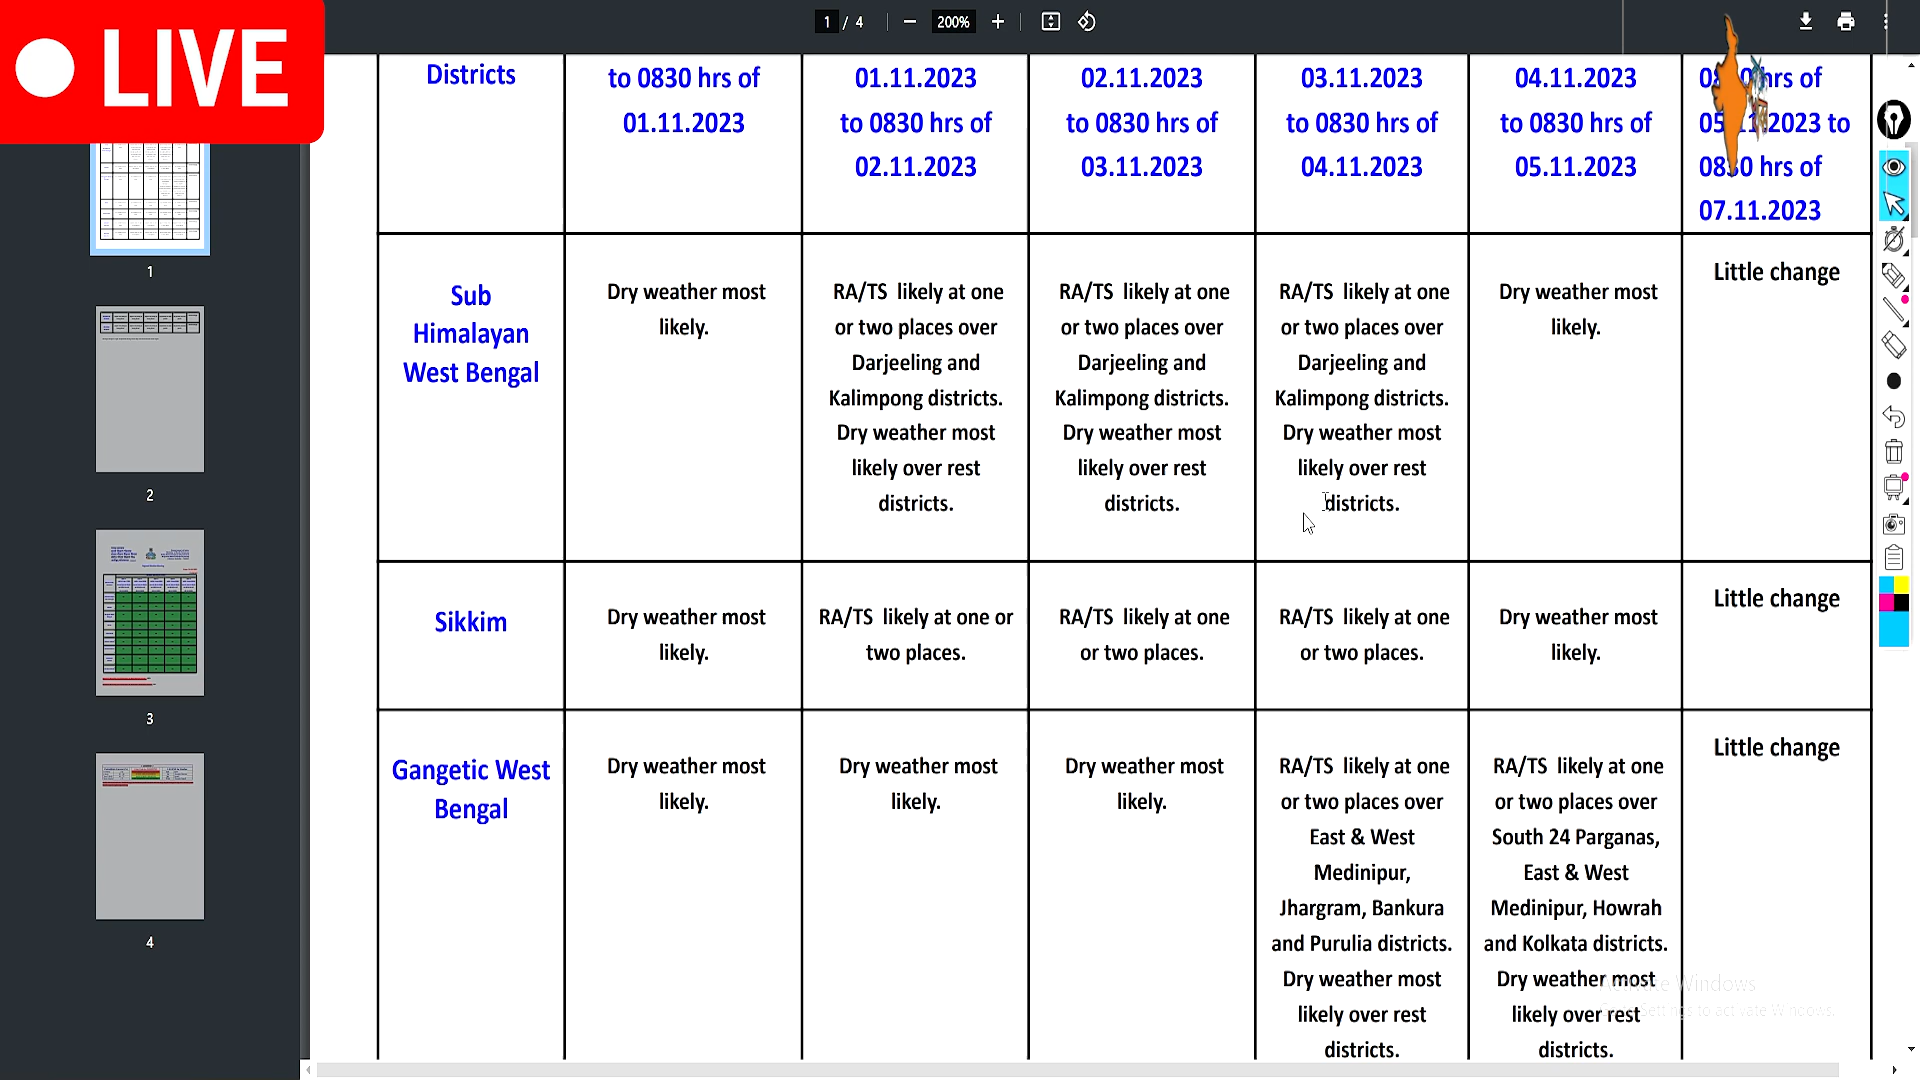 LIVE
1 / 4
200%
Districts
to 0830 hrs of
01.11.2023
01.11.2023
to 0830 hrs of
02.11.2023
02.11.2023
to 0830 hrs of
03.11.2023
03.11.2023
to 0830 hrs of
04.11.2023
04.11.2023
to 0830 hrs of
05.11.2023
hrs of
2023 to
hrs of
07.11.2023
Sub
Himalayan
West Bengal
Dry weather most
likely.
RA/TS likely at one
or two places over
Darjeeling and
Kalimpong districts.
Dry weather most
likely over rest
districts.
RA/TS likely at one
or two places over
Darjeeling and
Kalimpong districts.
Dry weather most
likely over rest
districts.
RA/TS likely at one
or two places over
Darjeeling and
Kalimpong districts.
Dry weather most
likely over rest
districts.
Dry weather most
likely.
Little change
Sikkim
Dry weather most
likely.
RA/TS likely at one or
two places.
RA/TS likely at one
or two places.
RA/TS likely at one
or two places.
Dry weather most
likely.
Little change
Gangetic West
Bengal
Dry weather most
likely.
Dry weather most
likely.
Dry weather most
likely.
RA/TS likely at one
or two places over
East & West
Medinipur,
Jhargram, Bankura
and Purulia districts.
Dry weather most
likely over rest
districts.
RA/TS likely at one
or two places over
South 24 Parganas,
East & West
Medinipur, Howrah
and Kolkata districts.
Dry weather most
likely over rest
districts.
Little change
Activate Windows
to activate Windows.
1
2
3
4